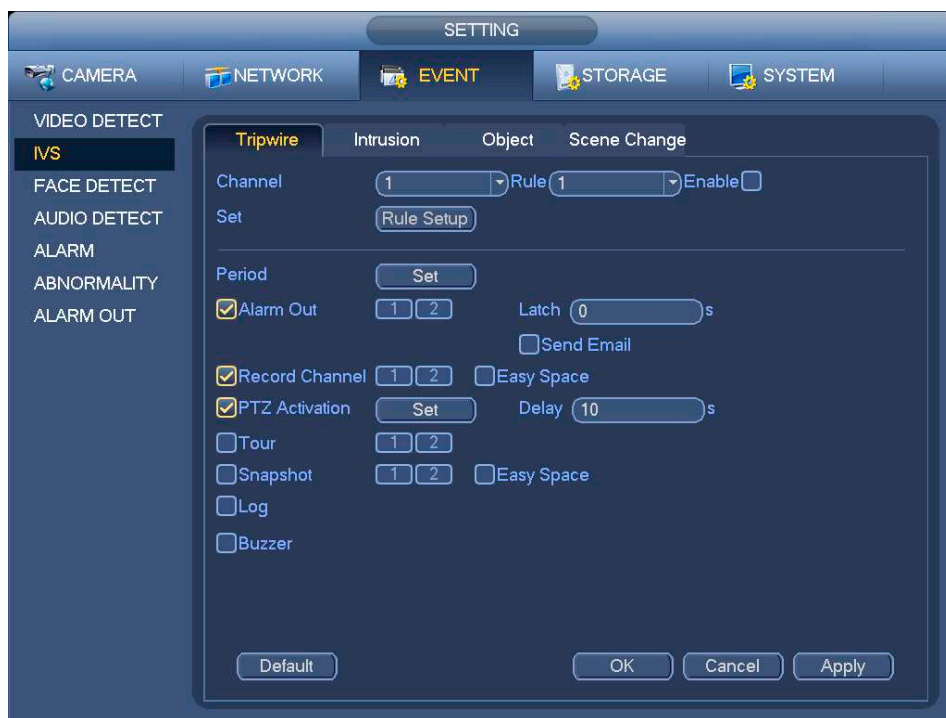 SETTING
CAMERA NETWORK EVENT STORAGE SYSTEM
VIDEO DETECT
IVS
FACE DETECT
AUDIO DETECT
ALARM
ABNORMALITY
ALARM OUT
Tripwire Intrusion Object Scene Change
Channel 1 Rule 1 Enable
Set Rule Setup
Period Set
Alarm Out 1 2 Latch 0 s
Send Email
Record Channel 1 2 Easy Space
PTZ Activation Set Delay 10 s
Tour 1 2
Snapshot 1 2 Easy Space
Log
Buzzer
Default OK Cancel Apply